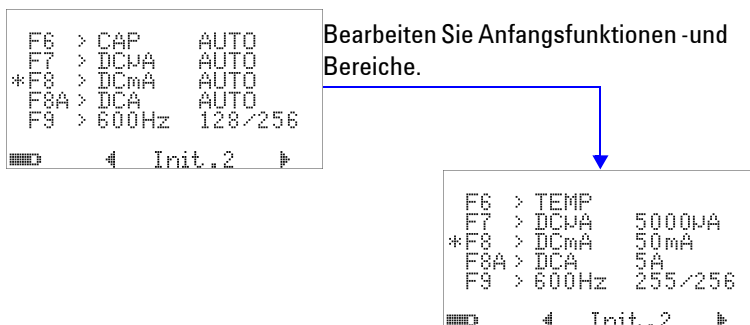 F6 > CAP AUTO
F7 > DCµA AUTO
*F8 > DCmA AUTO
F8A > DCA AUTO
F9 > 600Hz 128/256
Init..2
Bearbeiten Sie Anfangsfunktionen -und
Bereiche.
F6 > TEMP
F7 > DCµA 5000µA
*F8 > DCmA 50mA
F8A > DCA 5A
F9 > 600Hz 255/256
Init..2